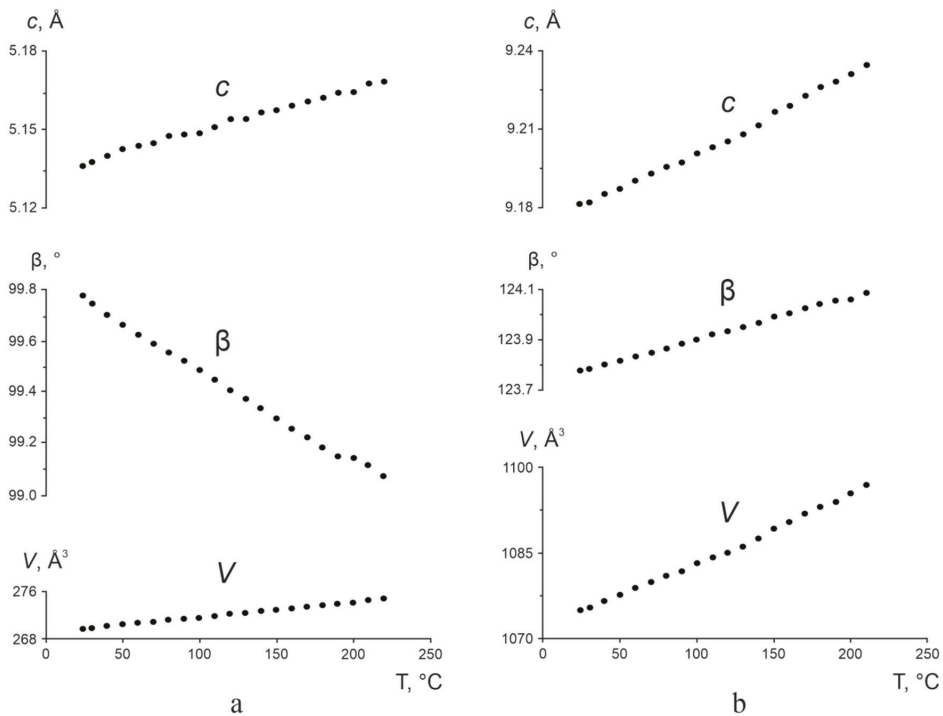 c, Å
5.18
c
5.15
5.12
β, °
99.8
99.6
β
99.4
99.2
99.0
V, Å³
V
276
268
0 50 100 150 200 250
T, °C
a
c, Å
9.24
c
9.21
9.18
β, °
124.1
β
123.9
123.7
V, Å³
1100
V
1085
1070
0 50 100 150 200 250
T, °C
b